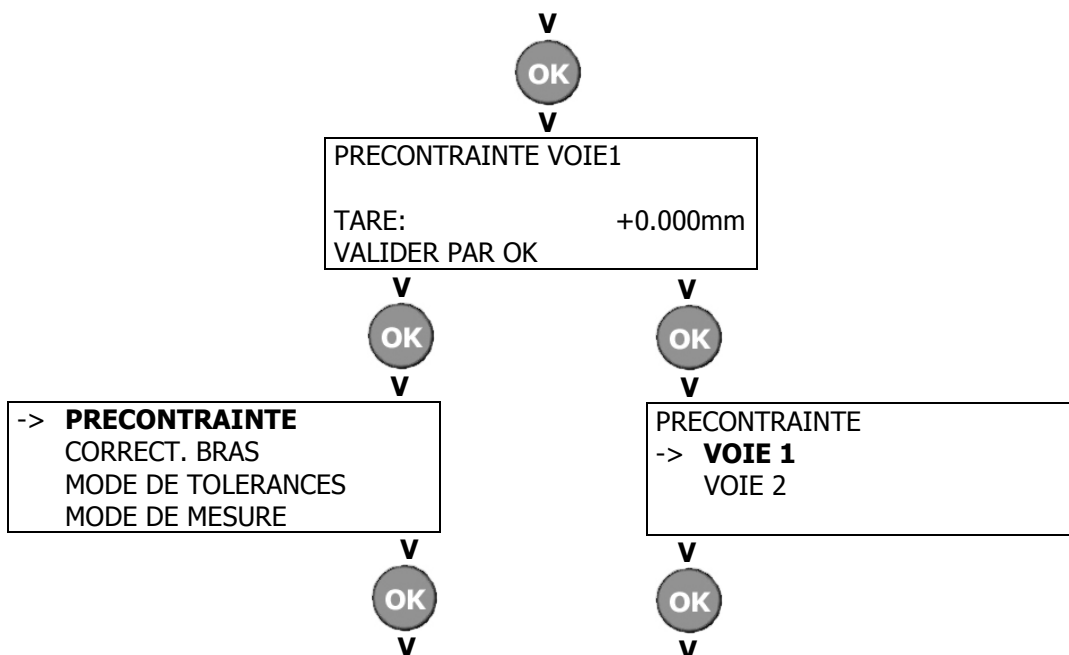 V
OK
V
PRECONTRAINTE VOIE1
TARE: +0.000mm
VALIDER PAR OK
V
OK
V
-> PRECONTRAINTE
CORRECT. BRAS
MODE DE TOLERANCES
MODE DE MESURE
V
OK
V
V
OK
V
PRECONTRAINTE
-> VOIE 1
VOIE 2
V
OK
V